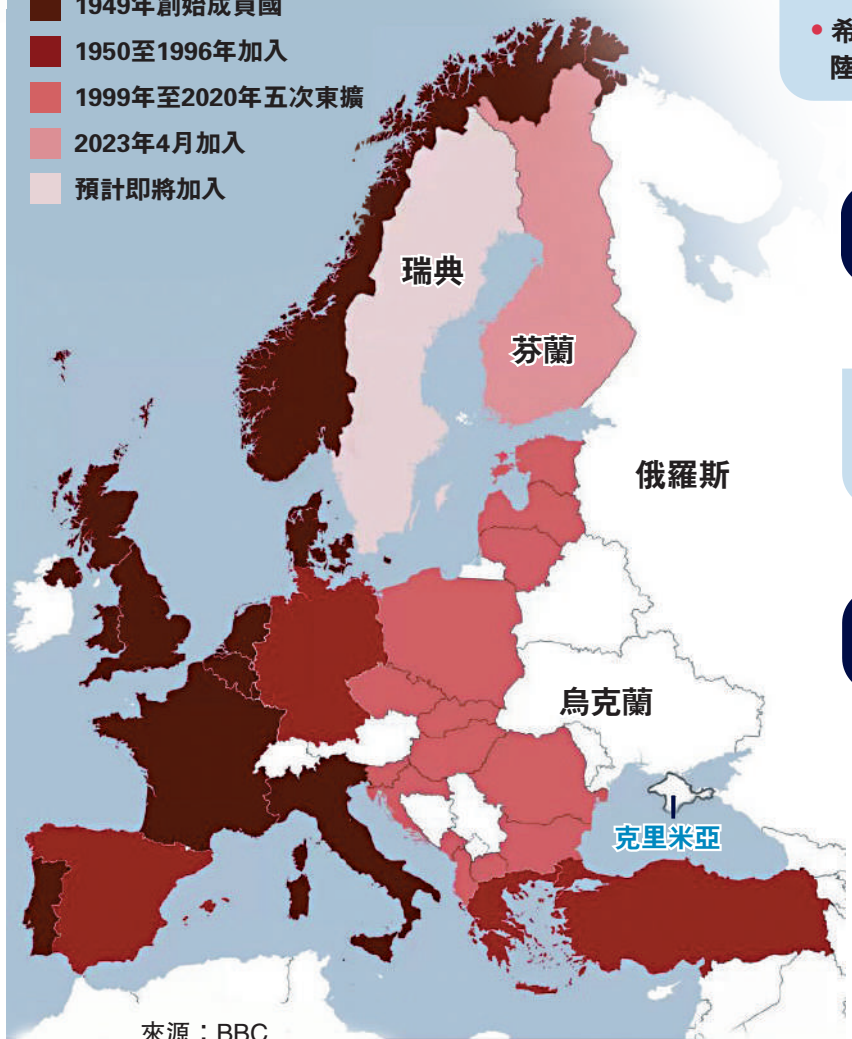 1949年創始成員國
1950至1996年加入
1999年至2020年五次東擴
2023年4月加入
預計即將加入
• 希
陸
瑞典
芬蘭
俄羅斯
烏克蘭
克里米亞
來源：BBC